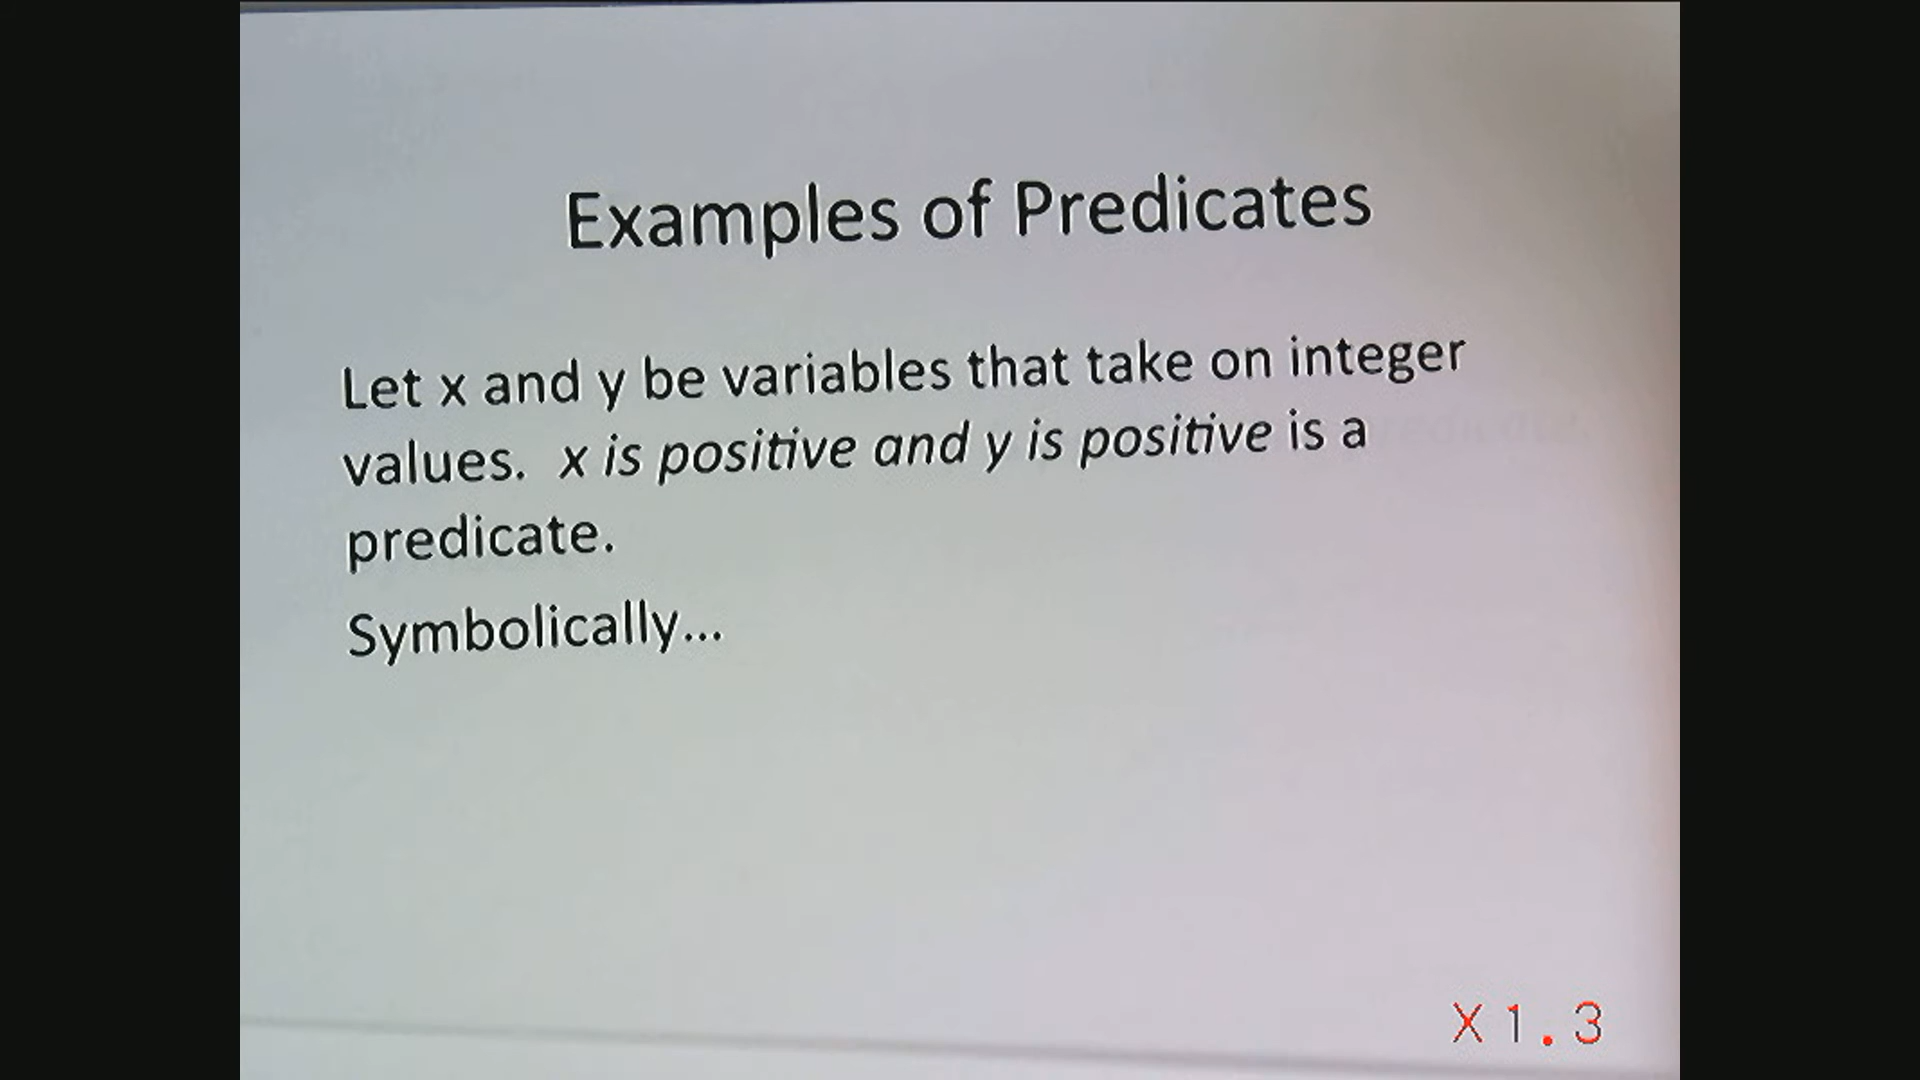 Examples of Predicates
Let x and y be variables that take on integer
values. x is positive and y is positive is a
predicate.
Symbolically...
X1.3